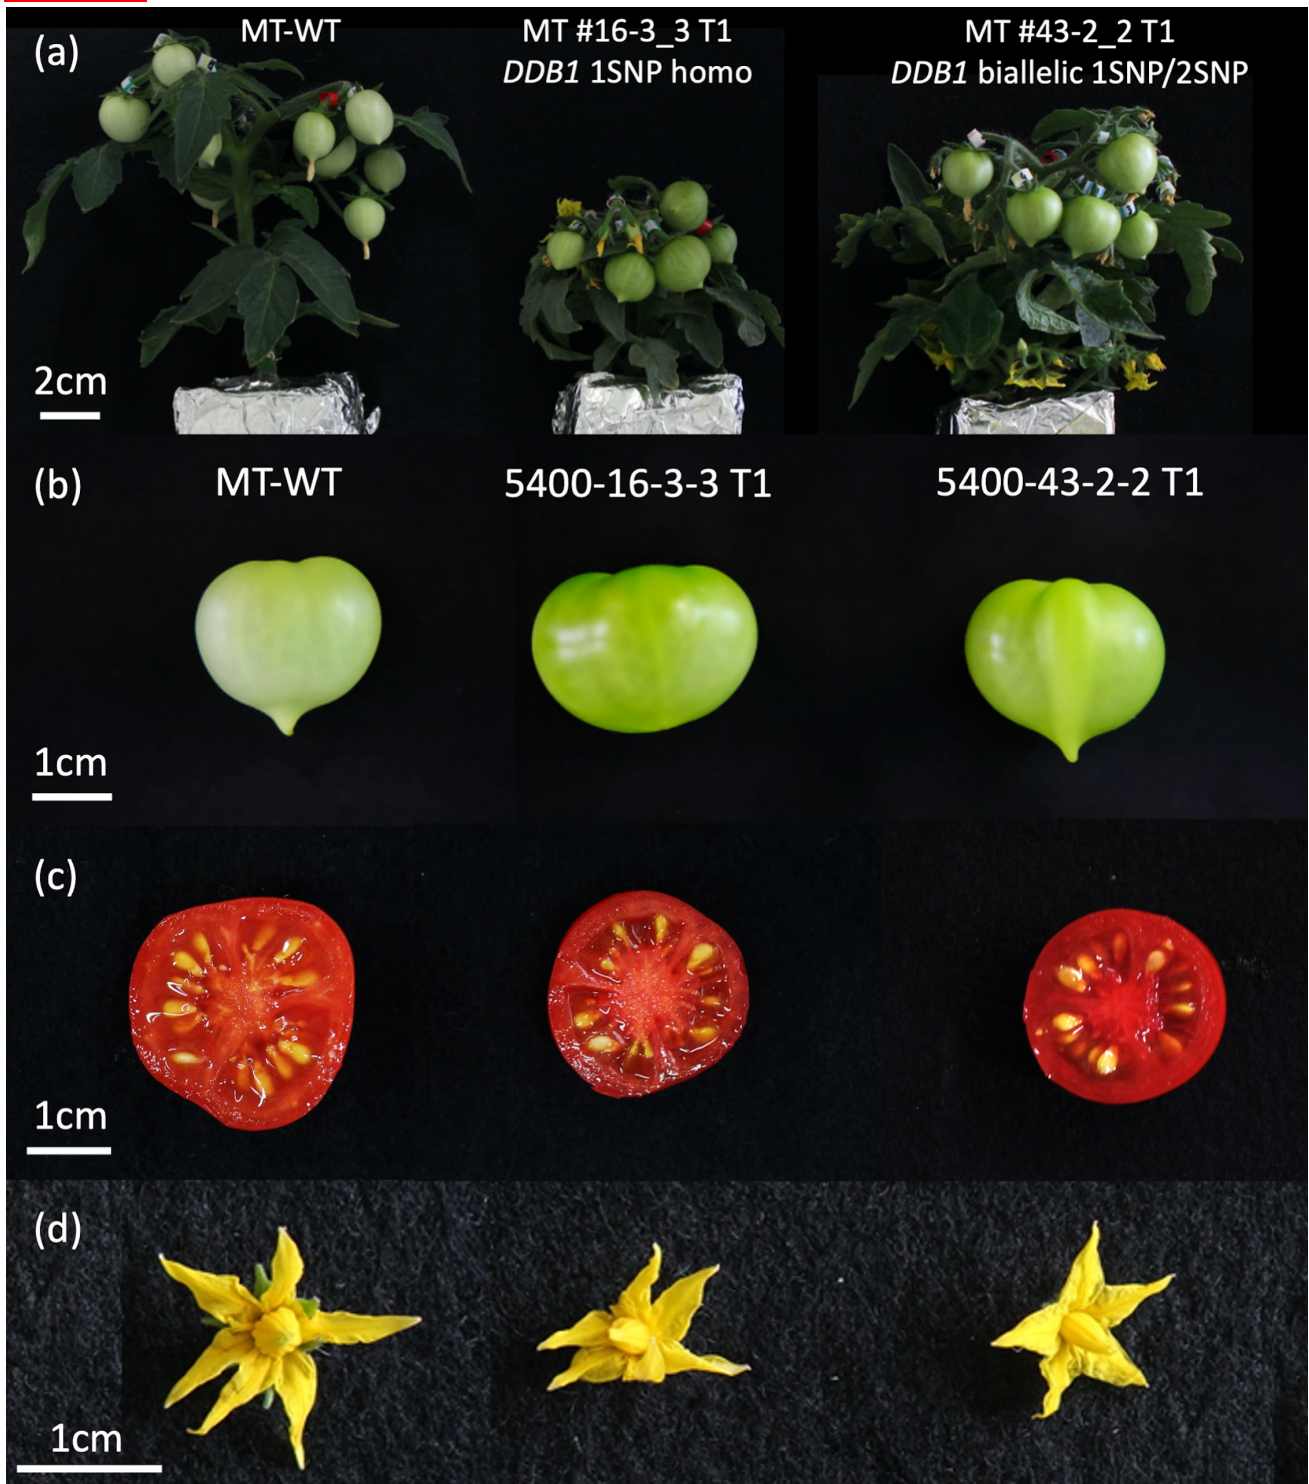 (a)
MT-WT
MT #16-3_3 T1
DDB1 1SNP homo
MT #43-2_2 T1
DDB1 biallelic 1SNP/2SNP
2cm
(b)
MT-WT
5400-16-3-3 T1
5400-43-2-2 T1
1cm
(c)
1cm
(d)
1cm